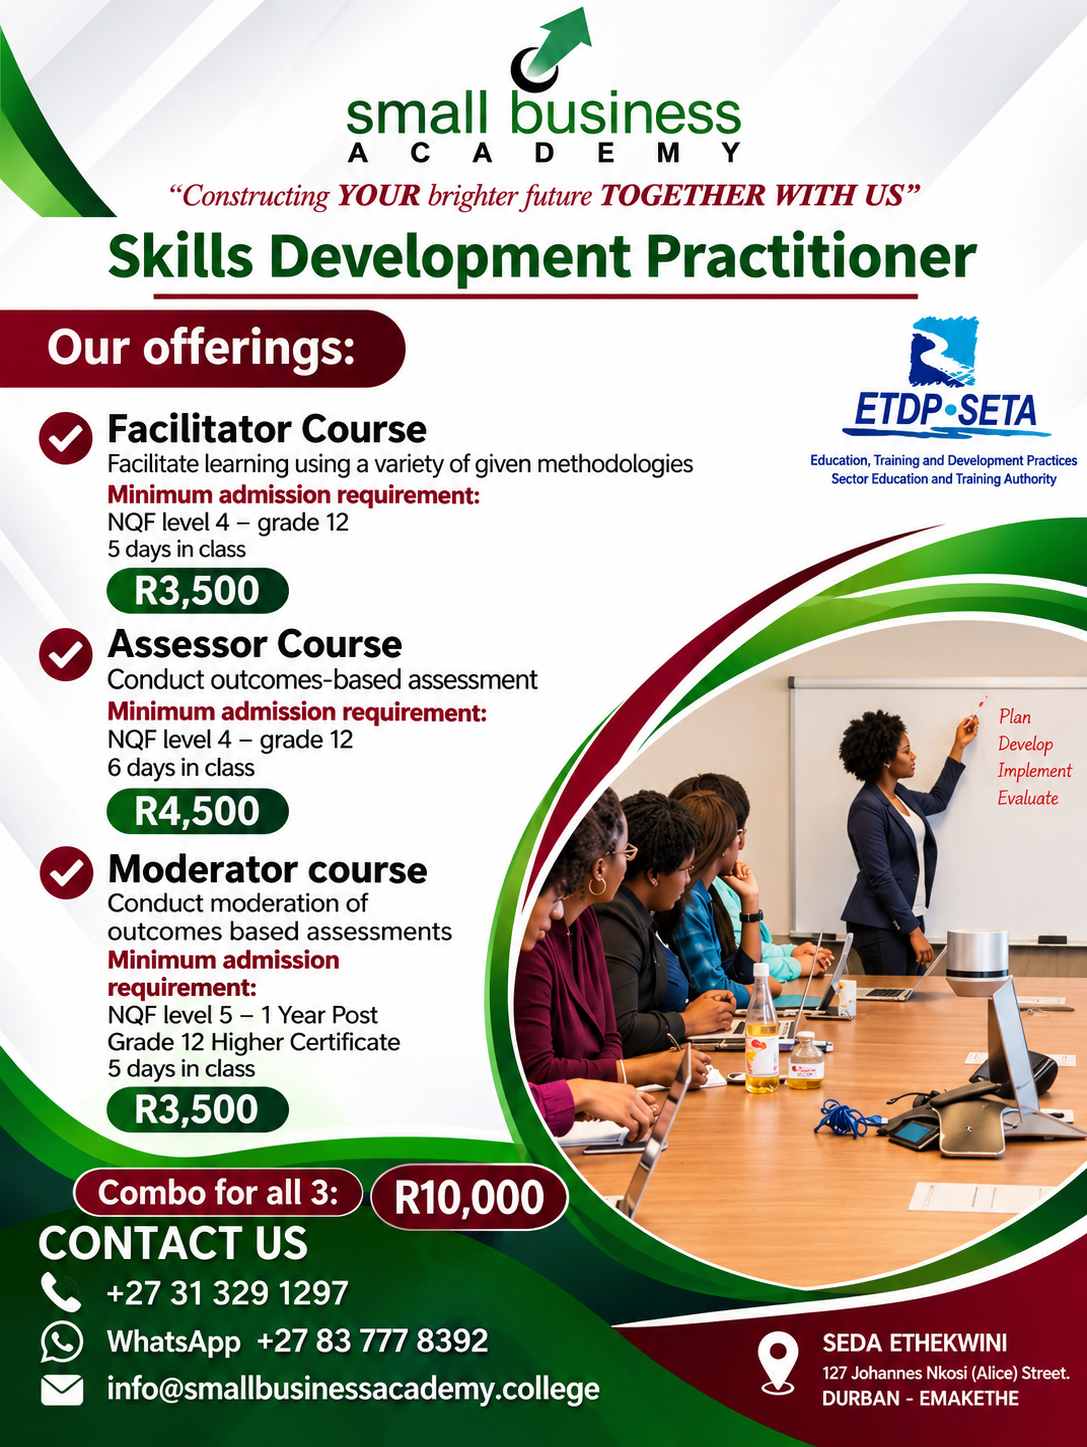 small business
ACADEMY
“Constructing YOUR brighter future TOGETHER WITH US”
Skills Development Practitioner
Our offerings:
ETDP•SETA
Education, Training and Development Practices
Sector Education and Training Authority
Facilitator Course
Facilitate learning using a variety of given methodologies
Minimum admission requirement:
NQF level 4 – grade 12
5 days in class
R3,500
Assessor Course
Conduct outcomes-based assessment
Minimum admission requirement:
NQF level 4 – grade 12
6 days in class
R4,500
Moderator course
Conduct moderation of
outcomes based assessments
Minimum admission
requirement:
NQF level 5 – 1 Year Post
Grade 12 Higher Certificate
5 days in class
R3,500
Plan
Develop
Implement
Evaluate
Combo for all 3: R10,000
CONTACT US
+27 31 329 1297
WhatsApp +27 83 777 8392
info@smallbusinessacademy.college
SEDA ETHEKWINI
127 Johannes Nkosi (Alice) Street.
DURBAN - EMAKETHE